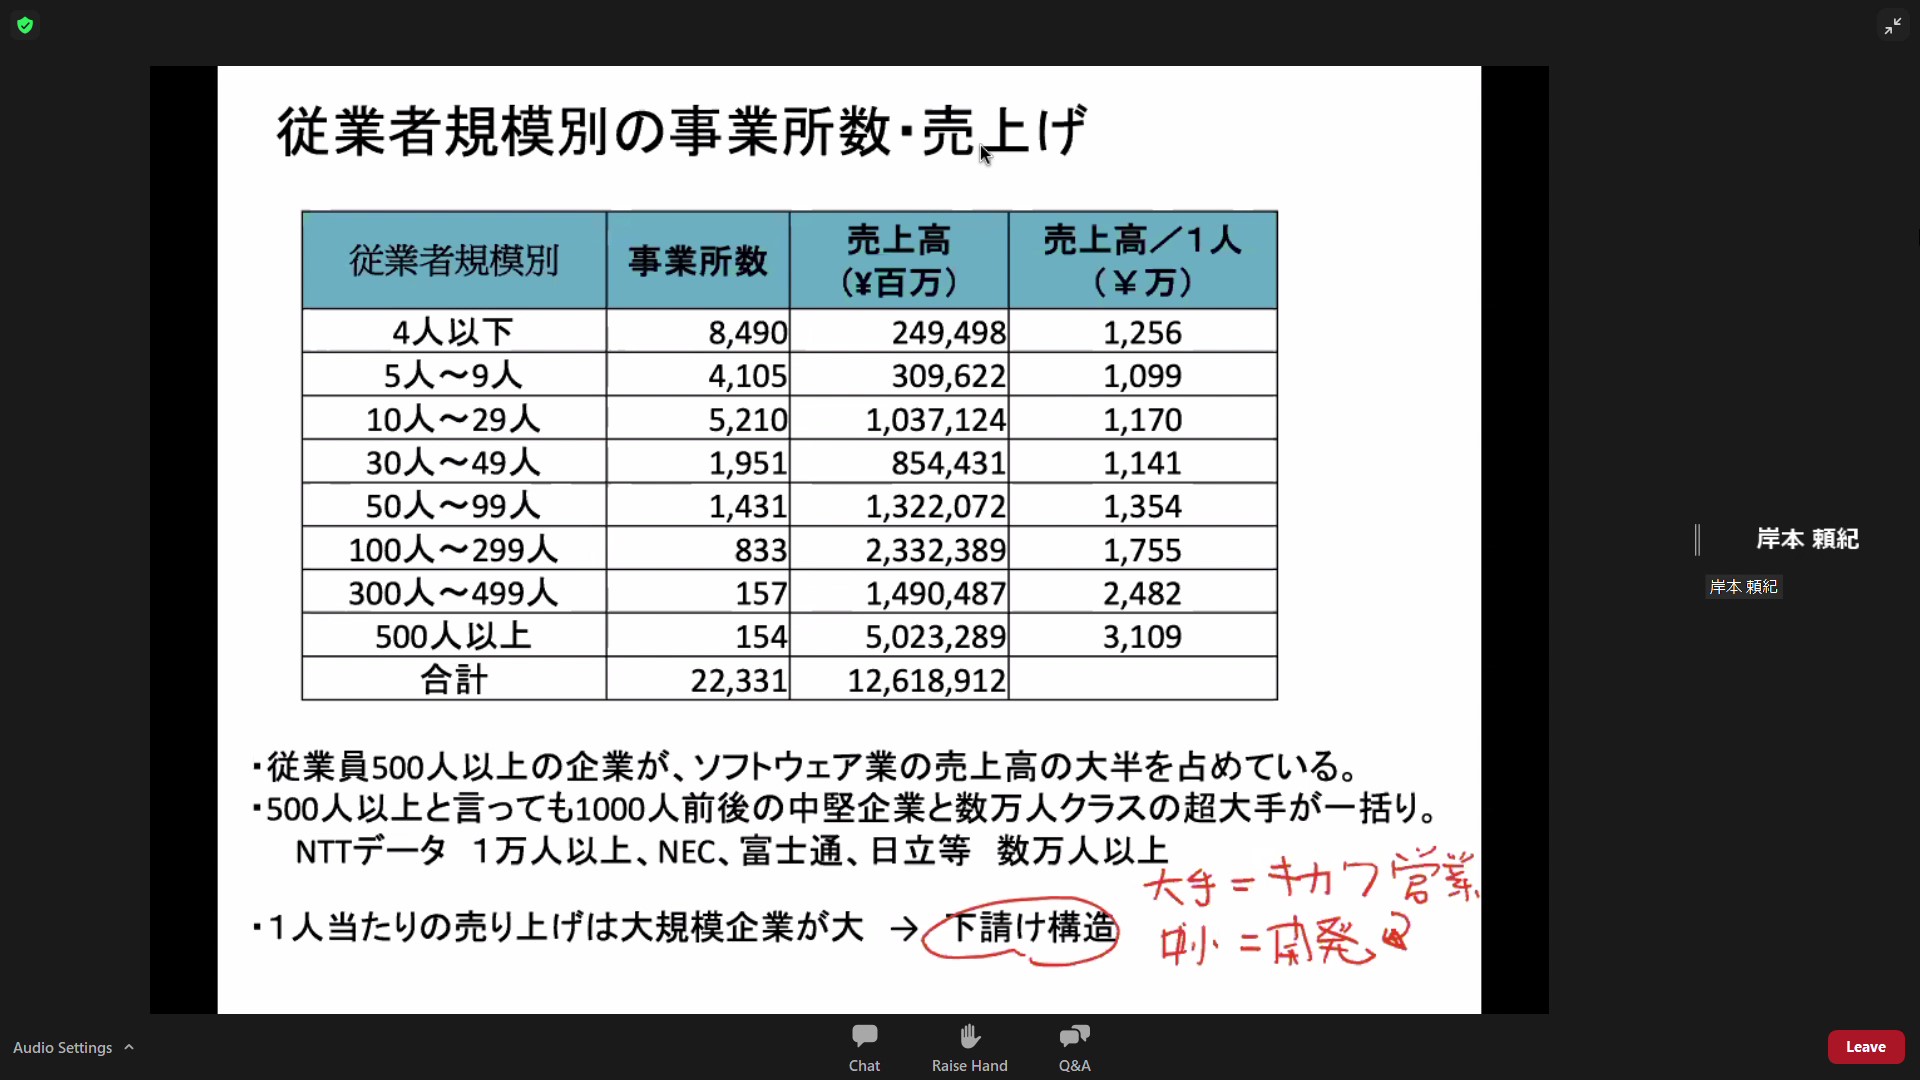 従業者規模別の事業所数・売上げ
従業者規模別 事業所数 売上高(¥百万) 売上高／1人(¥万)
4人以下 8,490 249,498 1,256
5人〜9人 4,105 309,622 1,099
10人〜29人 5,210 1,037,124 1,170
30人〜49人 1,951 854,431 1,141
50人〜99人 1,431 1,322,072 1,354
100人〜299人 833 2,332,389 1,755
300人〜499人 157 1,490,487 2,482
500人以上 154 5,023,289 3,109
合計 22,331 12,618,912
・従業員500人以上の企業が、ソフトウェア業の売上高の大半を占めている。
・500人以上と言っても1000人前後の中堅企業と数万人クラスの超大手が一括り。
NTTデータ １万人以上、NEC、富士通、日立等 数万人以上
・１人当たりの売り上げは大規模企業が大 → 下請け構造
大手 = キカク 営業
中小 = 開発
岸本 頼紀
岸本 頼紀
Audio Settings
Chat
Raise Hand
Q&A
Leave